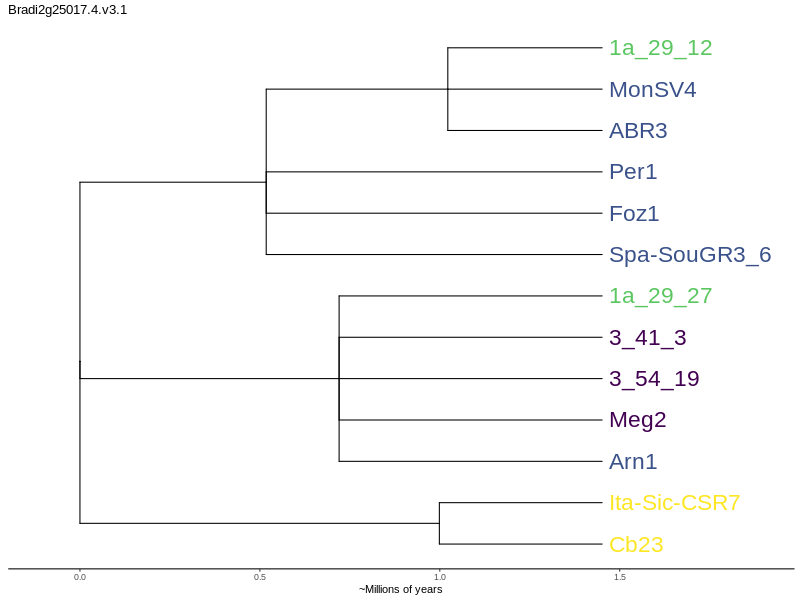 Bradi2g25017.4.v3.1
1a_29_12
MonSV4
ABR3
Per1
Foz1
Spa-SouGR3_6
1a_29_27
3_41_3
3_54_19
Meg2
Arn1
Ita-Sic-CSR7
Cb23
0.0 0.5 1.0 1.5
~Millions of years